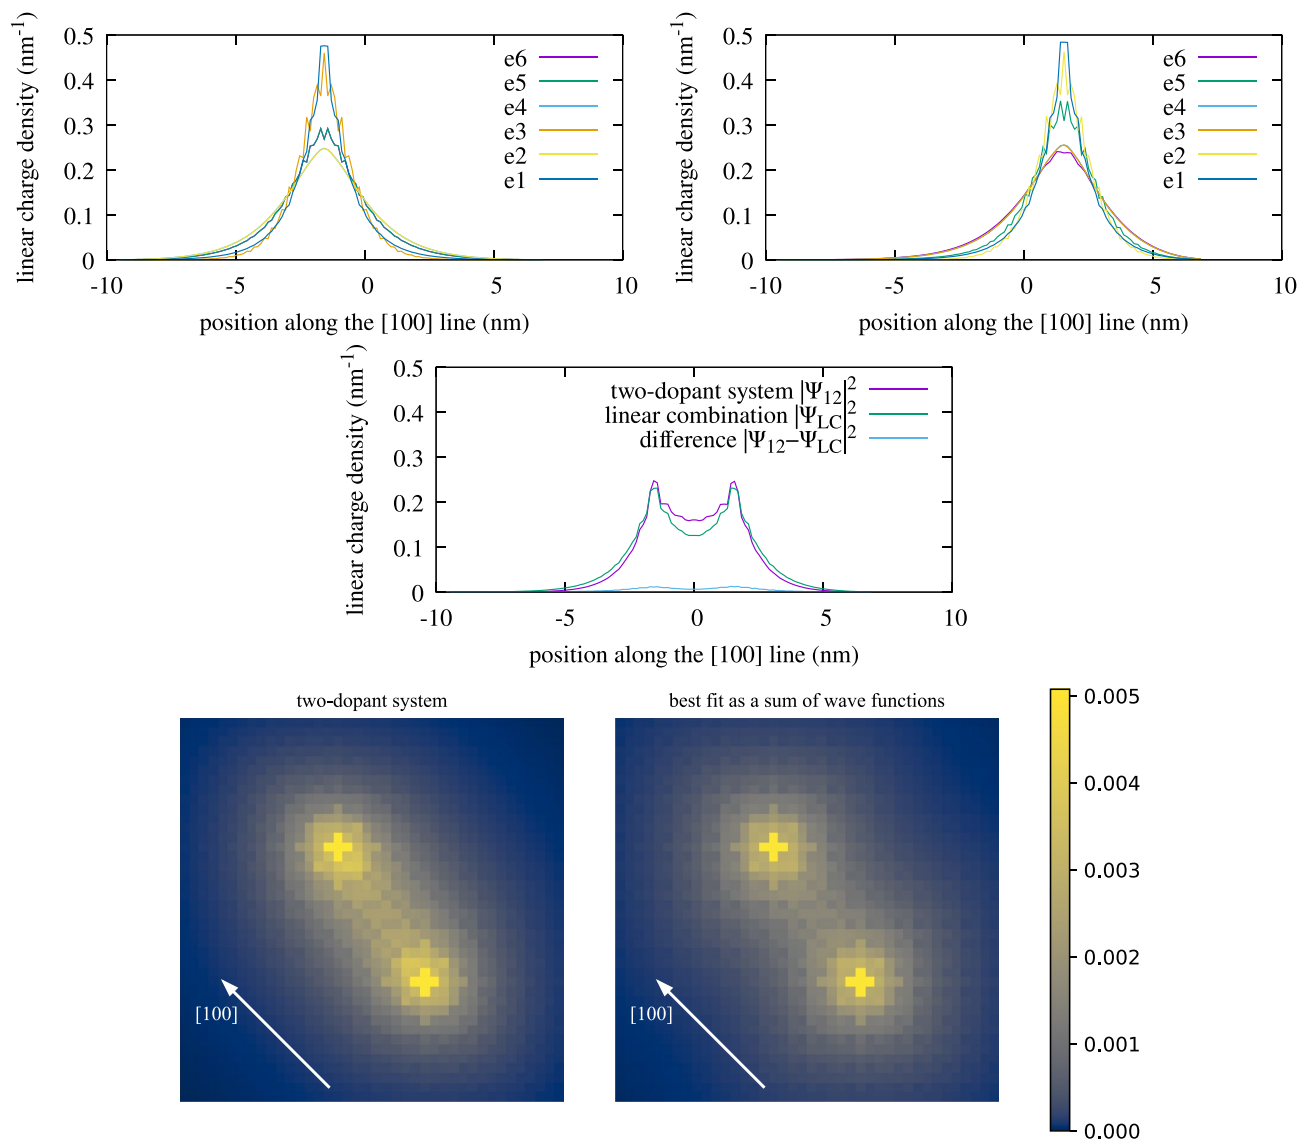 linear charge density (nm⁻¹)
0.5
0.4
0.3
0.2
0.1
0
-10
-5
0
5
10
position along the [100] line (nm)
e6
e5
e4
e3
e2
e1
linear charge density (nm⁻¹)
0.5
0.4
0.3
0.2
0.1
0
-10
-5
0
5
10
position along the [100] line (nm)
e6
e5
e4
e3
e2
e1
linear charge density (nm⁻¹)
0.5
0.4
0.3
0.2
0.1
0
-10
-5
0
5
10
position along the [100] line (nm)
two-dopant system |Ψ₁₂|²
linear combination |Ψ_LC|²
difference |Ψ₁₂–Ψ_LC|²
two-dopant system
[100]
best fit as a sum of wave functions
[100]
0.005
0.004
0.003
0.002
0.001
0.000